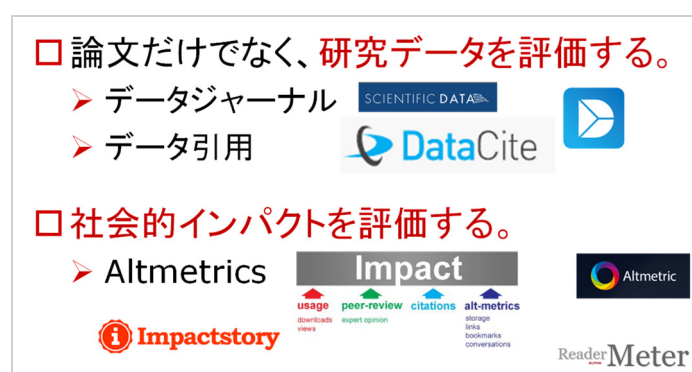 論文だけでなく、研究データを評価する。
データジャーナル
SCIENTIFIC DATA
データ引用
DataCite
社会的インパクトを評価する。
Altmetrics
Impact
usage peer-review citations alt-metrics
downloads expert opinion storage
views links
bookmarks
conversations
Altmetric
Impactstory
ReaderMeter
ALPHA